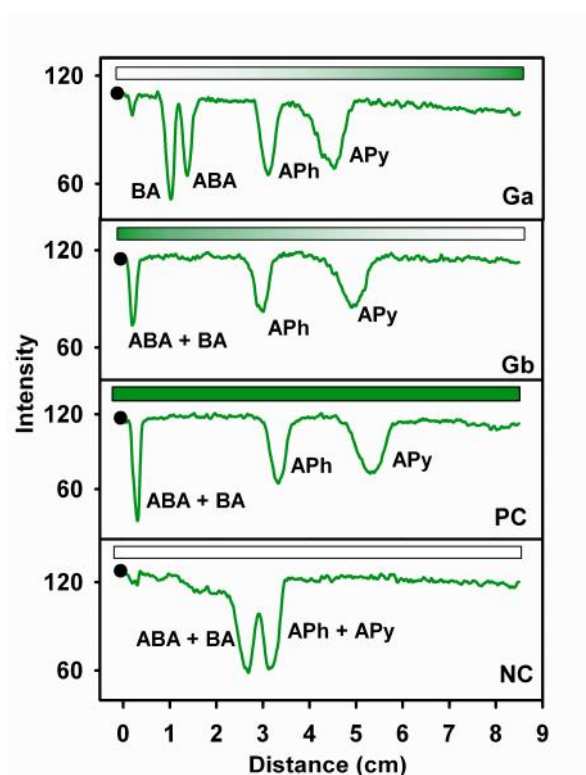 120
60
BA
ABA
APh
APy
Ga
120
60
ABA + BA
APh
APy
Gb
120
60
ABA + BA
APh
APy
PC
120
60
ABA + BA
APh + APy
NC
Intensity
0 1 2 3 4 5 6 7 8 9
Distance (cm)